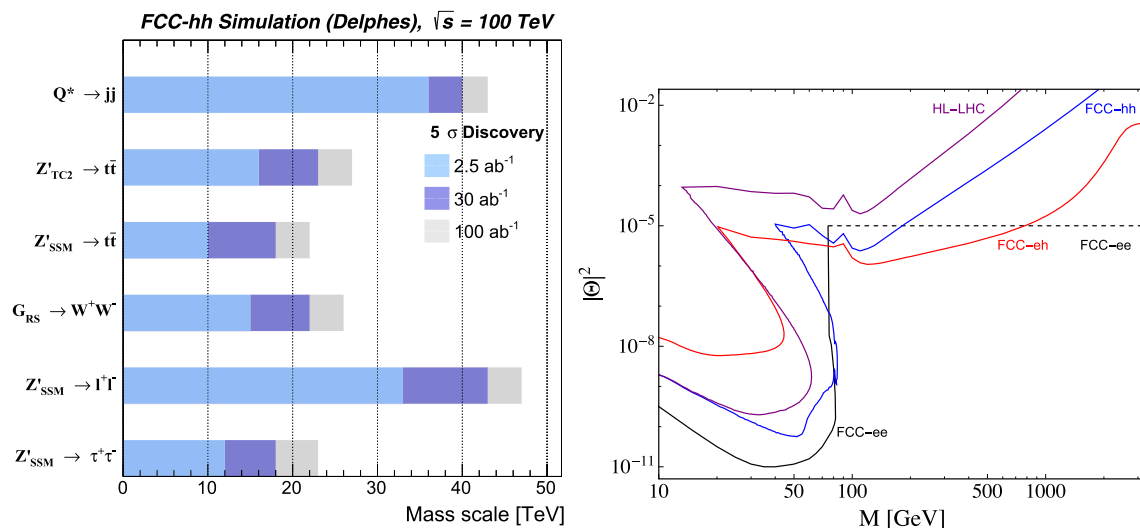 FCC-hh Simulation (Delphes), √s = 100 TeV
Q* → jj
Z'TC2 → tt̄
Z'SSM → tt̄
GRS → W⁺W⁻
Z'SSM → l⁺l⁻
Z'SSM → τ⁺τ⁻
5 σ Discovery
2.5 ab⁻¹
30 ab⁻¹
100 ab⁻¹
0 10 20 30 40 50
Mass scale [TeV]
|Θ|²
10⁻²
10⁻⁵
10⁻⁸
10⁻¹¹
HL-LHC
FCC-hh
FCC-eh
FCC-ee
FCC-ee
10 50 100 500 1000
M [GeV]